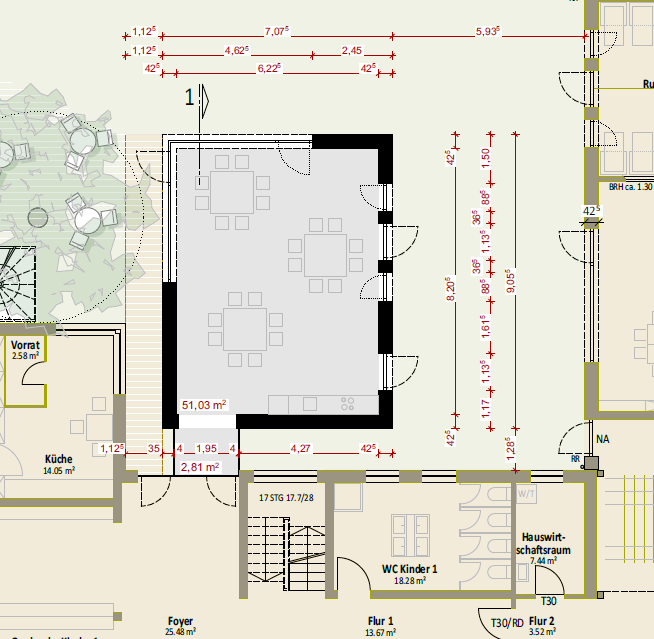 1,12⁵
7,07⁵
5,93⁵
1,12⁵
4,62⁵
2,45
42⁵
6,22⁵
42⁵
1
Ru
BRH ca. 1.30
42⁵
42⁵
1,50
88⁵
36⁵
1,13⁵
36⁵
88⁵
8,20⁵
9,05⁵
1,61⁵
1,13⁵
1,17
42⁵
1,28⁵
Vorrat
2.58 m²
51,03 m²
Küche
14.05 m²
1,12⁵
35
4
1,95
4
4,27
42⁵
2,81 m²
NA
RR
17 STG 17.7/28
W/T
WC Kinder 1
18.28 m²
Hauswirt-
schaftsraum
7.44 m²
T30
T30/RD
Foyer
25.48 m²
Flur 1
13.67 m²
Flur 2
3.52 m²